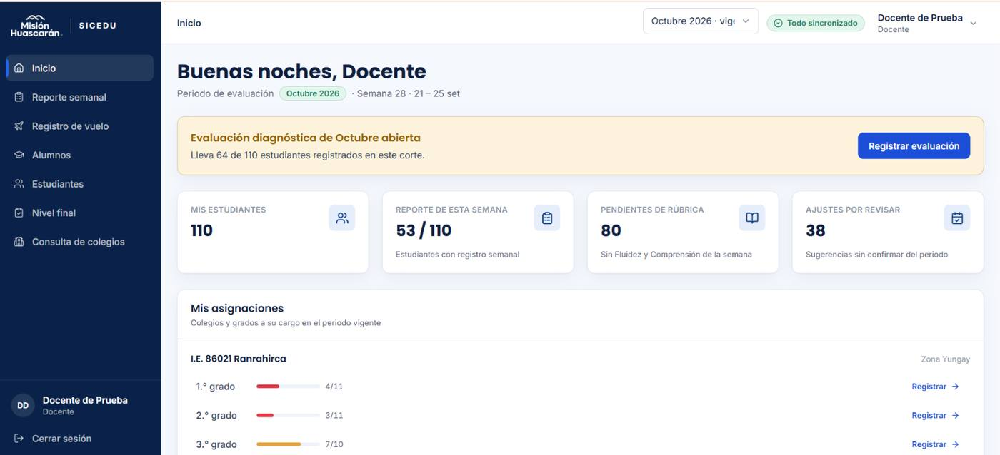 Misión
Huascarán.
SICEDU
Inicio
Reporte semanal
Registro de vuelo
Alumnos
Estudiantes
Nivel final
Consulta de colegios
DD
Docente de Prueba
Docente
Cerrar sesión
Inicio
Octubre 2026 · vige
Todo sincronizado
Docente de Prueba
Docente
Buenas noches, Docente
Periodo de evaluación Octubre 2026 · Semana 28 · 21 – 25 set
Evaluación diagnóstica de Octubre abierta
Lleva 64 de 110 estudiantes registrados en este corte.
Registrar evaluación
MIS ESTUDIANTES
110
REPORTE DE ESTA SEMANA
53 / 110
Estudiantes con registro semanal
PENDIENTES DE RÚBRICA
80
Sin Fluidez y Comprensión de la semana
AJUSTES POR REVISAR
38
Sugerencias sin confirmar del periodo
Mis asignaciones
Colegios y grados a su cargo en el periodo vigente
I.E. 86021 Ranrahirca Zona Yungay
1.° grado 4/11 Registrar →
2.° grado 3/11 Registrar →
3.° grado 7/10 Registrar →